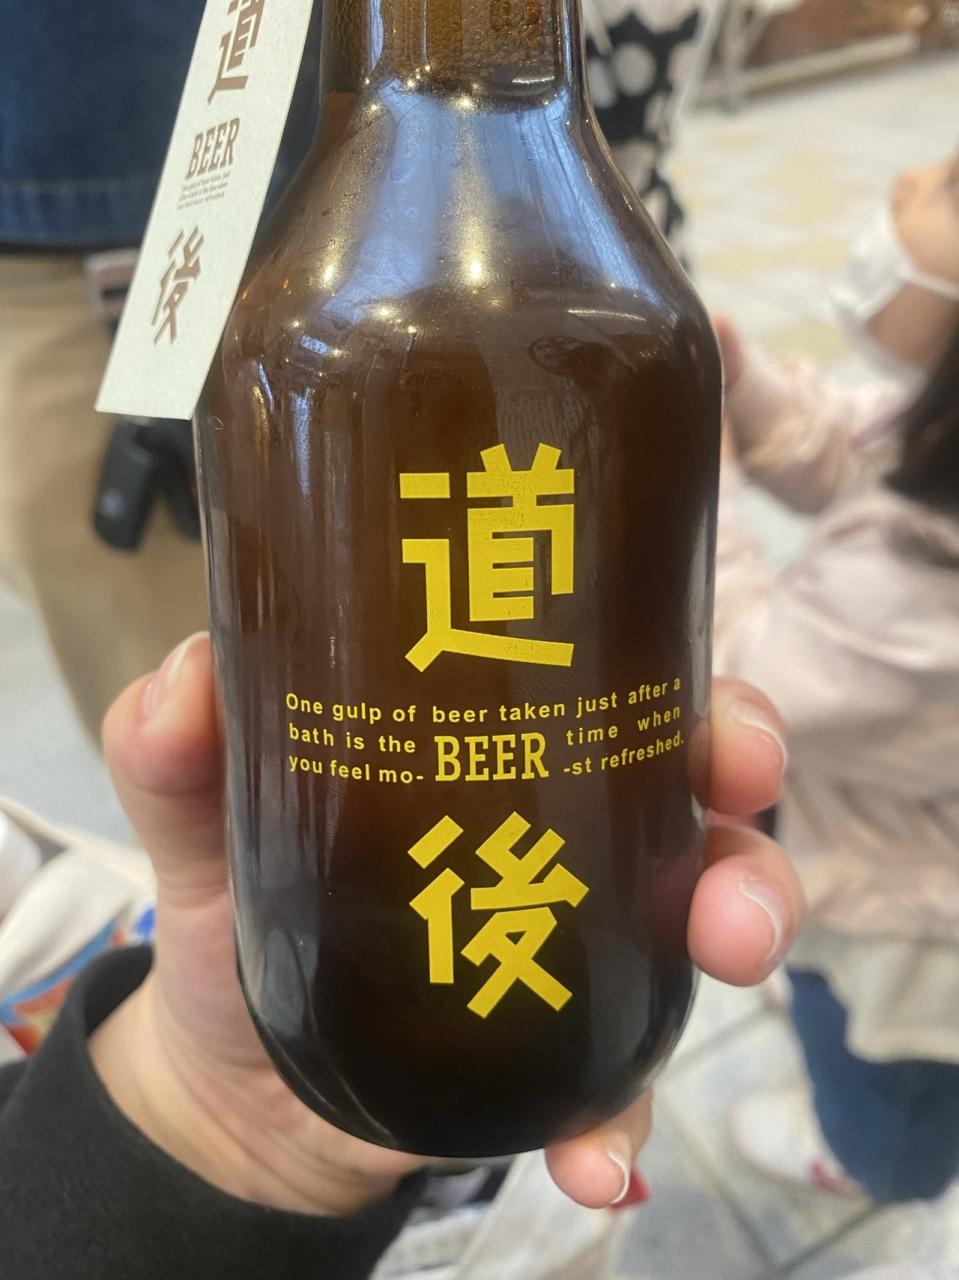 道
BEER
後
道
One gulp of beer taken just after a
bath is the BEER time when
you feel mo- -st refreshed.
後